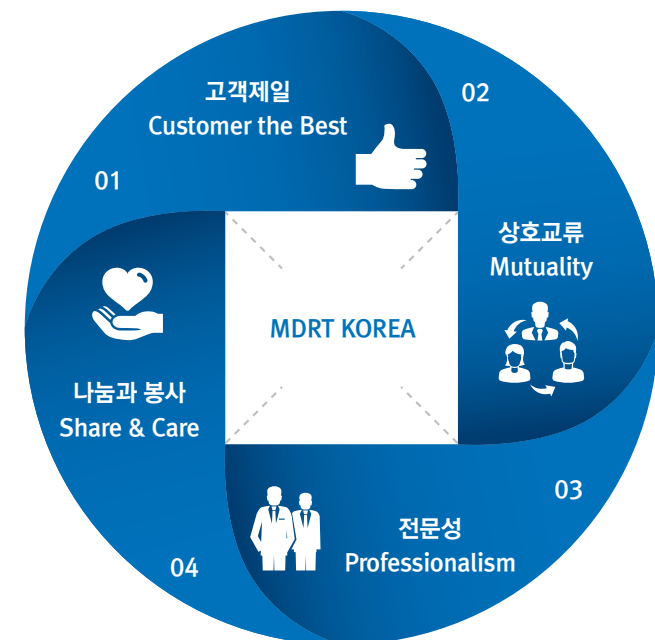 01
고객제일
Customer the Best
02
상호교류
Mutuality
03
전문성
Professionalism
04
나눔과 봉사
Share & Care
MDRT KOREA